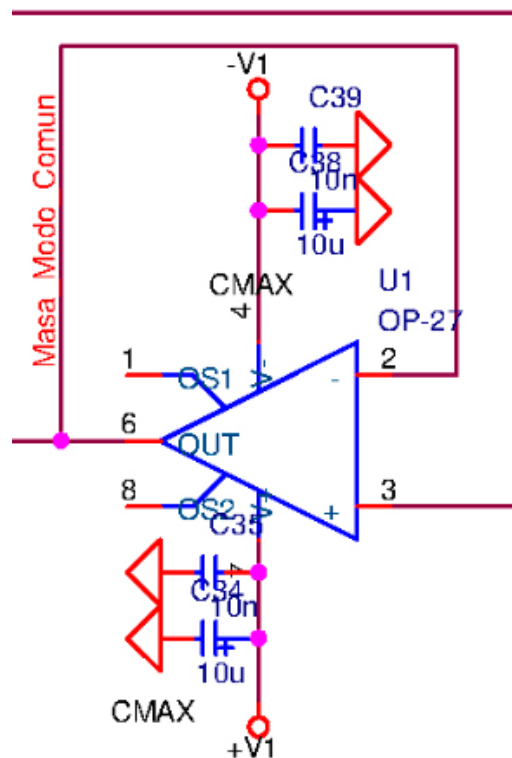 -V1
C39
Masa Modo Comun
C38
10n
10u
CMAX
4
U1
OP-27
V-
1
OS1
-
2
6
OUT
8
OS2
V+
+
3
C35
7
C34
10n
10u
CMAX
+V1